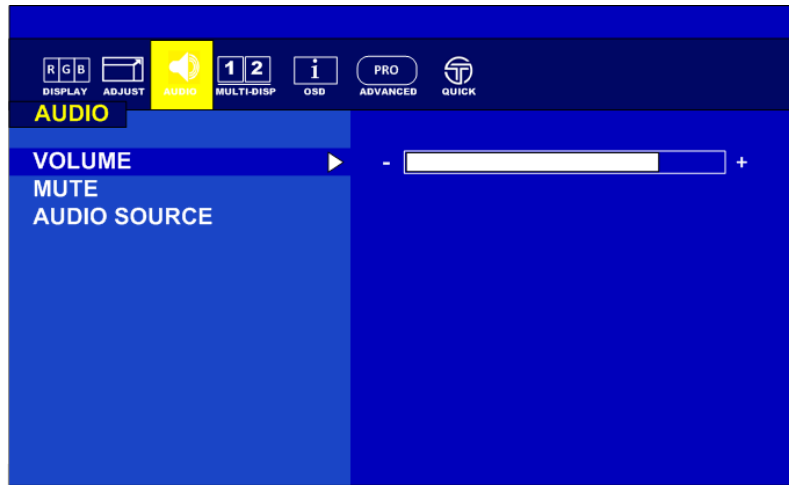 R G B 1 2 i PRO
DISPLAY ADJUST AUDIO MULTI-DISP OSD ADVANCED QUICK
AUDIO
VOLUME - +
MUTE
AUDIO SOURCE